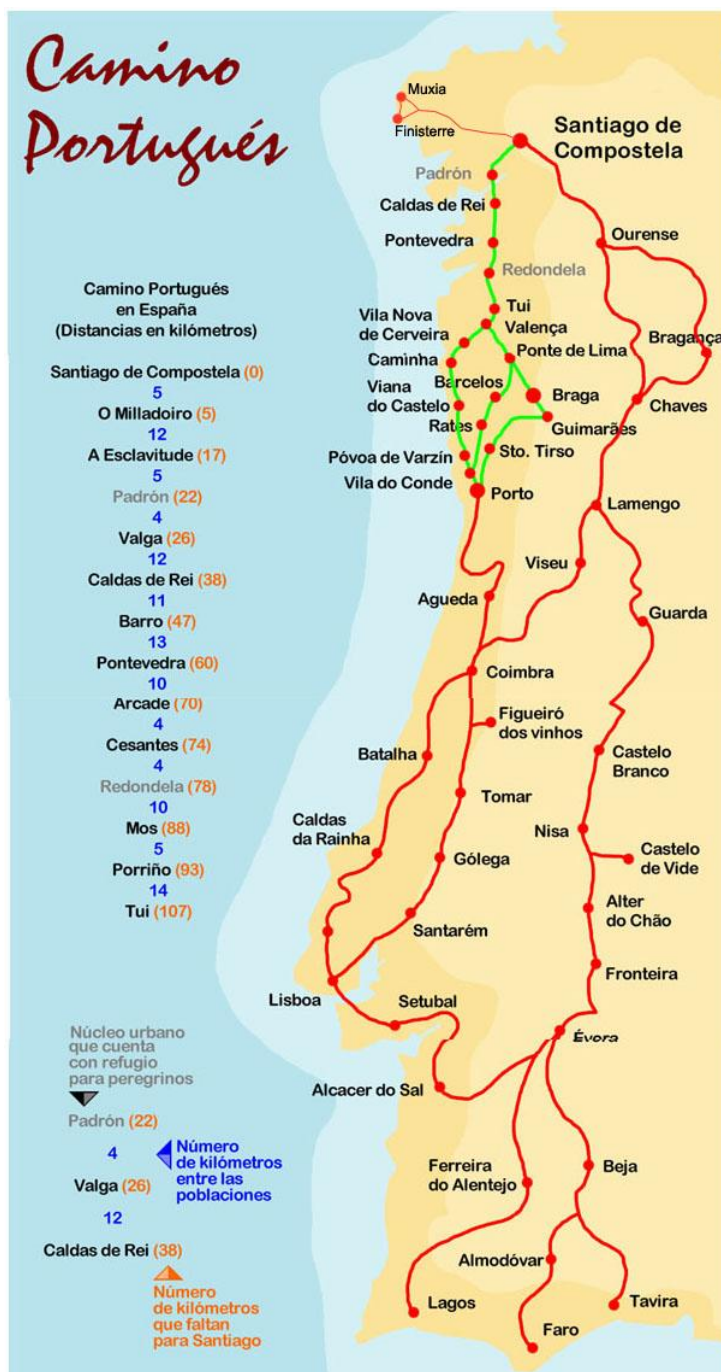 Camino
Portugués
Camino Portugués
en España
(Distancias en kilómetros)
Santiago de Compostela (0)
5
O Milladoiro (5)
12
A Esclavitude (17)
5
Padrón (22)
4
Valga (26)
12
Caldas de Rei (38)
11
Barro (47)
13
Pontevedra (60)
10
Arcade (70)
4
Cesantes (74)
4
Redondela (78)
10
Mos (88)
5
Porriño (93)
14
Tui (107)
Núcleo urbano
que cuenta
con refugio
para peregrinos
Padrón (22)
4
Número
de kilómetros
entre las
poblaciones
Valga (26)
12
Caldas de Rei (38)
Número
de kilómetros
que faltan
para Santiago
Muxia
Finisterre
Santiago de
Compostela
Padrón
Caldas de Rei
Pontevedra
Ourense
Redondela
Tui
Vila Nova
de Cerveira
Valença
Bragança
Caminha
Ponte de Lima
Viana
do Castelo
Barcelos
Braga
Chaves
Rates
Guimarães
Póvoa de Varzín
Sto. Tirso
Vila do Conde
Porto
Lamengo
Viseu
Agueda
Guarda
Coimbra
Figueiró
dos vinhos
Batalha
Castelo
Branco
Tomar
Caldas
da Rainha
Nisa
Gólega
Castelo
de Vide
Alter
do Chão
Santarém
Fronteira
Lisboa
Setubal
Évora
Alcacer do Sal
Ferreira
do Alentejo
Beja
Almodóvar
Lagos
Tavira
Faro